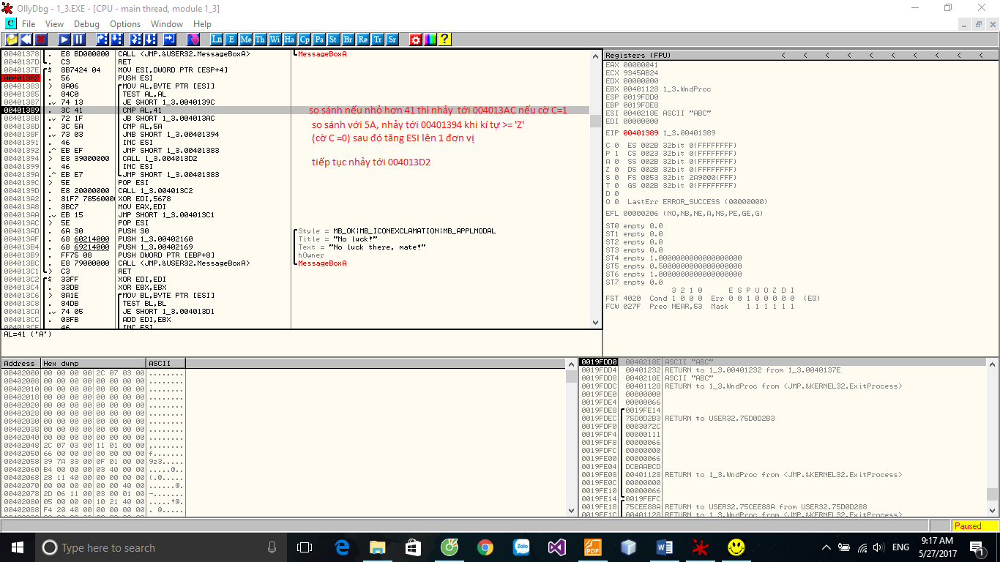 OllyDbg - 1_3.EXE - [CPU - main thread, module 1_3]
C File View Debug Options Window Help
Ln E Me Th Wi Ha Cp Pa St Br Re Tr Sr ?
00401378 . E8 BD000000 CALL <JMP.&USER32.MessageBoxA> MessageBoxA
0040137D . C3 RET
0040137E $ 8B7424 04 MOV ESI,DWORD PTR [ESP+4]
00401382 . 56 PUSH ESI
00401383 > 8A06 MOV AL,BYTE PTR [ESI]
00401385 . 84C0 TEST AL,AL
00401387 .v 74 13 JE SHORT 1_3.0040139C
00401389 . 3C 41 CMP AL,41 so sánh nếu nhỏ hơn 41 thì nhảy tới 004013AC nếu cờ C=1
0040138B .v 72 1F JB SHORT 1_3.004013AC
0040138D . 3C 5A CMP AL,5A so sánh với 5A, nhảy tới 00401394 khi kí tự >= 'Z'
0040138F .v 73 03 JNB SHORT 1_3.00401394
00401391 . 46 INC ESI (cờ C =0) sau đó tăng ESI lên 1 đơn vị
00401392 .^ EB EF JMP SHORT 1_3.00401383
00401394 > E8 39000000 CALL 1_3.004013D2
00401399 . 46 INC ESI tiếp tục nhảy tới 004013D2
0040139A .^ EB E7 JMP SHORT 1_3.00401383
0040139C > 5E POP ESI
0040139D . E8 20000000 CALL 1_3.004013C2
004013A2 . 81F7 78560000 XOR EDI,5678
004013A8 . 8BC7 MOV EAX,EDI
004013AA .v EB 15 JMP SHORT 1_3.004013C1
004013AC > 5E POP ESI
004013AD . 6A 30 PUSH 30 Style = MB_OK|MB_ICONEXCLAMATION|MB_APPLMODAL
004013AF . 68 60214000 PUSH 1_3.00402160 Title = "No luck!"
004013B4 . 68 69214000 PUSH 1_3.00402169 Text = "No luck there, mate!"
004013B9 . FF75 08 PUSH DWORD PTR [EBP+8] hOwner
004013BC . E8 79000000 CALL <JMP.&USER32.MessageBoxA> MessageBoxA
004013C1 > C3 RET
004013C2 $ 33FF XOR EDI,EDI
004013C4 . 33DB XOR EBX,EBX
004013C6 > 8A1E MOV BL,BYTE PTR [ESI]
004013C8 . 84DB TEST BL,BL
004013CA .v 74 05 JE SHORT 1_3.004013D1
004013CC . 03FB ADD EDI,EBX
004013CE . 46 INC ESI
AL=41 ('A')
Registers (FPU) < < < < < < < < < <
EAX 00000041
ECX 9345AB24
EDX 00000000
EBX 00401128 1_3.WndProc
ESP 0019FDD0
EBP 0019FDE8
ESI 0040218E ASCII "ABC"
EDI 00000000
EIP 00401389 1_3.00401389
C 0 ES 002B 32bit 0(FFFFFFFF)
P 1 CS 0023 32bit 0(FFFFFFFF)
A 0 SS 002B 32bit 0(FFFFFFFF)
Z 0 DS 002B 32bit 0(FFFFFFFF)
S 0 FS 0053 32bit 2A9000(FFF)
T 0 GS 002B 32bit 0(FFFFFFFF)
D 0
O 0 LastErr ERROR_SUCCESS (00000000)
EFL 00000206 (NO,NB,NE,A,NS,PE,GE,G)
ST0 empty 0.0
ST1 empty 0.0
ST2 empty 0.0
ST3 empty 0.0
ST4 empty 1.0000000000000000000
ST5 empty 0.5000000000000000000
ST6 empty 1.0000000000000000000
ST7 empty 0.0
3 2 1 0 E S P U O Z D I
FST 4020 Cond 1 0 0 0 Err 0 0 1 0 0 0 0 0 (EQ)
FCW 027F Prec NEAR,53 Mask 1 1 1 1 1 1
Address Hex dump ASCII
00402000 00 00 00 00 2C 07 03 00 ....,...
00402008 00 00 00 00 00 00 00 00 ........
00402010 00 00 00 00 00 00 00 00 ........
00402018 00 00 00 00 00 00 00 00 ........
00402020 00 00 00 00 00 00 00 00 ........
00402028 00 00 00 00 00 00 00 00 ........
00402030 00 00 00 00 00 00 00 00 ........
00402038 00 00 00 00 00 00 00 00 ........
00402040 00 00 00 00 00 00 00 00 ........
00402048 2C 07 03 00 11 01 00 00 ,.......
00402050 66 00 00 00 00 00 00 00 f.......
00402058 39 7A 33 00 0F 01 00 00 9z3.....
00402060 B4 00 00 00 03 40 00 00 .....@..
00402068 28 11 40 00 00 00 00 00 (.@.....
00402070 00 00 00 00 00 00 40 00 ......@.
00402078 2D 06 11 00 03 00 01 00 -.......
00402080 05 00 00 00 10 21 40 00 .....!@.
00402088 F4 20 40 00 00 00 00 00 . @.....
0019FDD0 0040218E ASCII "ABC"
0019FDD4 00401232 RETURN to 1_3.00401232 from 1_3.0040137E
0019FDD8 0040218E ASCII "ABC"
0019FDDC 00401128 RETURN to 1_3.WndProc from <JMP.&KERNEL32.ExitProcess>
0019FDE0 00000000
0019FDE4 00000066
0019FDE8 0019FE14
0019FDEC 75D0D2B3 RETURN to USER32.75D0D2B3
0019FDF0 0003072C
0019FDF4 00000111
0019FDF8 00000066
0019FDFC 00000000
0019FE00 00000066
0019FE04 DCBAABCD
0019FE08 00401128 RETURN to 1_3.WndProc from <JMP.&KERNEL32.ExitProcess>
0019FE0C 00000000
0019FE10 00000066
0019FE14 0019FEFC
0019FE18 75CEE88A RETURN to USER32.75CEE88A from USER32.75D0D288
0019FE1C 00401128 RETURN to 1_3.WndProc from <JMP.&KERNEL32.ExitProcess>
Paused
Type here to search
Zalo
PDF
ENG
9:17 AM
5/27/2017
1